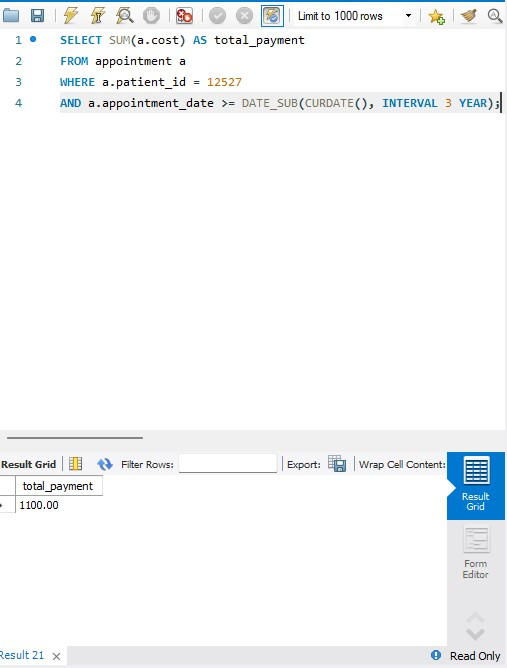 Limit to 1000 rows
1 SELECT SUM(a.cost) AS total_payment
2 FROM appointment a
3 WHERE a.patient_id = 12527
4 AND a.appointment_date >= DATE_SUB(CURDATE(), INTERVAL 3 YEAR);
Result Grid Filter Rows: Export: Wrap Cell Content:
total_payment
1100.00
Result
Grid
Form
Editor
Result 21
Read Only